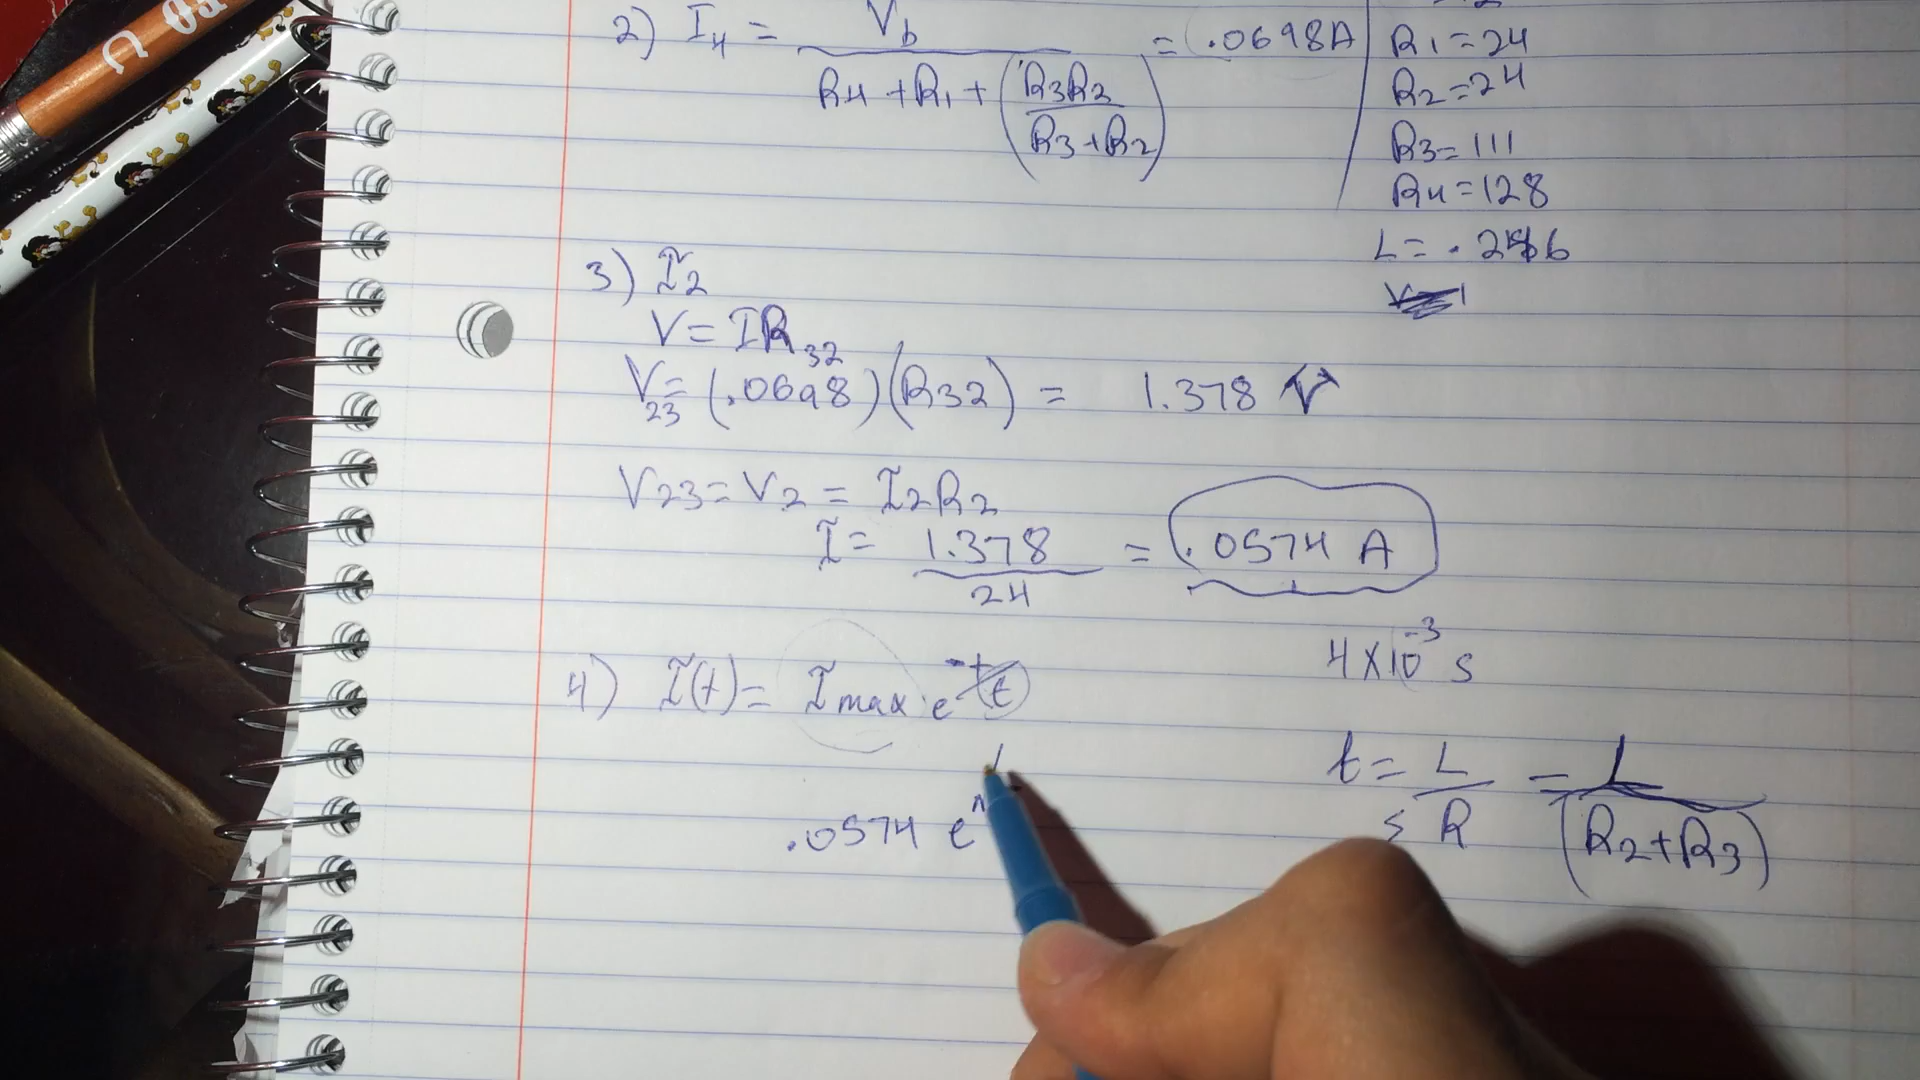 2) I4 = Vb / (R4 + R1 + (R3R2 / (R3 + R2))) = .0698A
R1 = 24
R2 = 24
R3 = 111
R4 = 128
L = .2
3) I2
V = IR32
V23 = (.0698)(R32) = 1.378 V
V23 = V2 = I2R2
I = 1.378 / 24 = .0574 A
4) I(t) = Imax e^-t/t
4 X 10^-3 s
t = L / R = L / (R2 + R3)
.0574 e